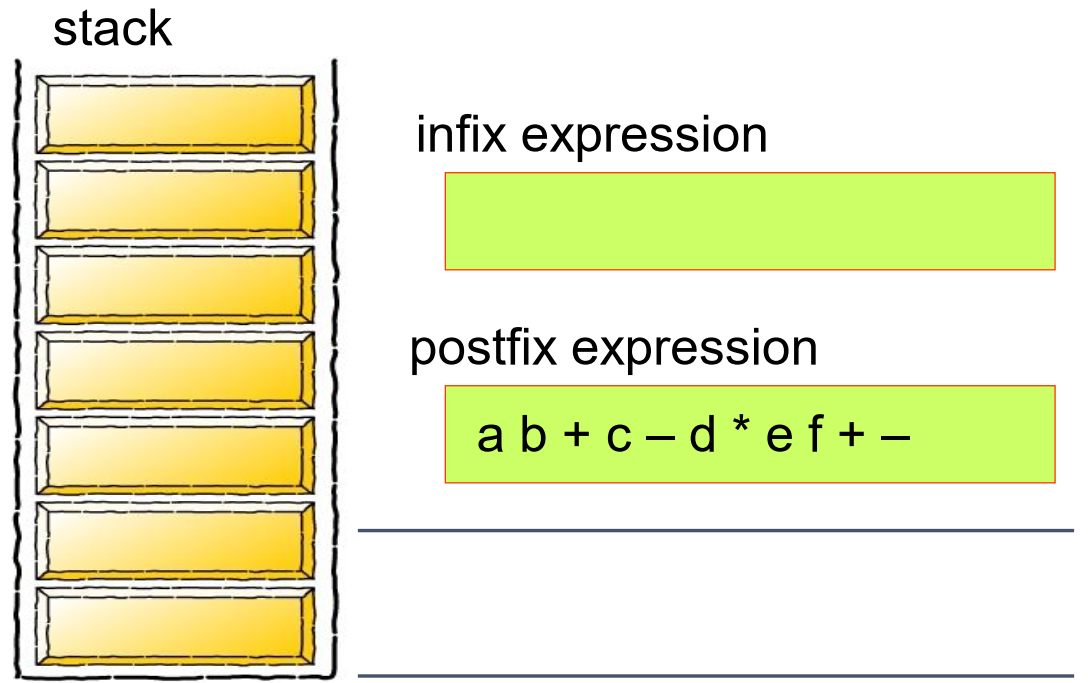 stack
infix expression
postfix expression
a b + c – d * e f + –